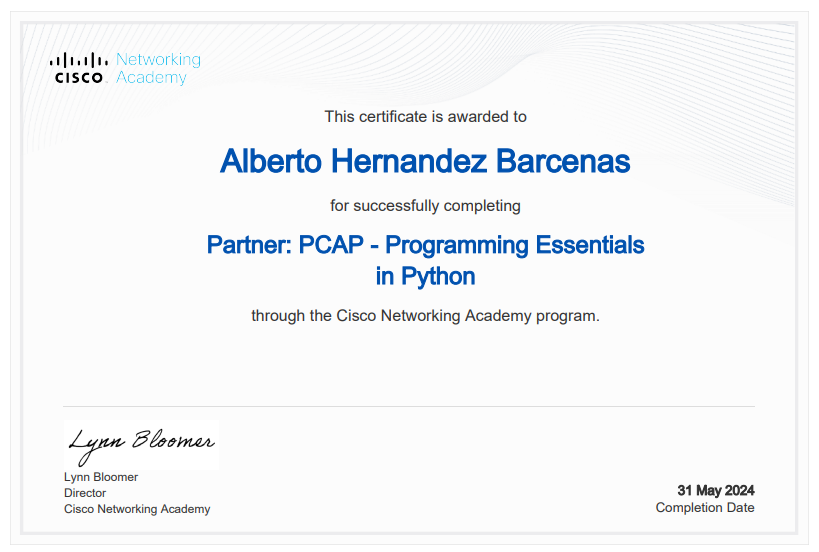 Networking
CISCO Academy
This certificate is awarded to
Alberto Hernandez Barcenas
for successfully completing
Partner: PCAP - Programming Essentials
in Python
through the Cisco Networking Academy program.
Lynn Bloomer
Lynn Bloomer
Director
Cisco Networking Academy
31 May 2024
Completion Date